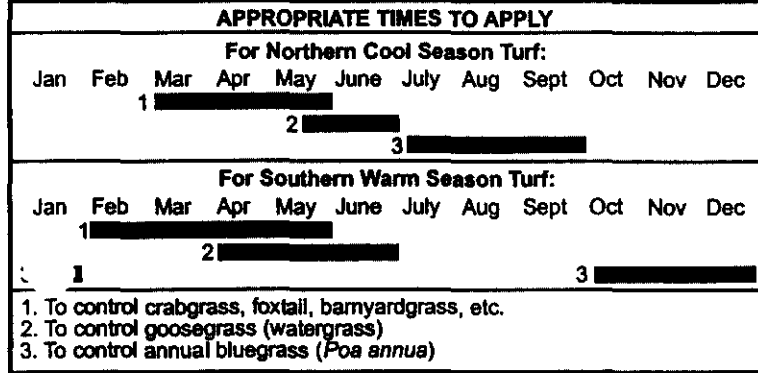 APPROPRIATE TIMES TO APPLY
For Northern Cool Season Turf:
Jan Feb Mar Apr May June July Aug Sept Oct Nov Dec
1
2
3
For Southern Warm Season Turf:
Jan Feb Mar Apr May June July Aug Sept Oct Nov Dec
1
2
3
1. To control crabgrass, foxtail, barnyardgrass, etc.
2. To control goosegrass (watergrass)
3. To control annual bluegrass (Poa annua)